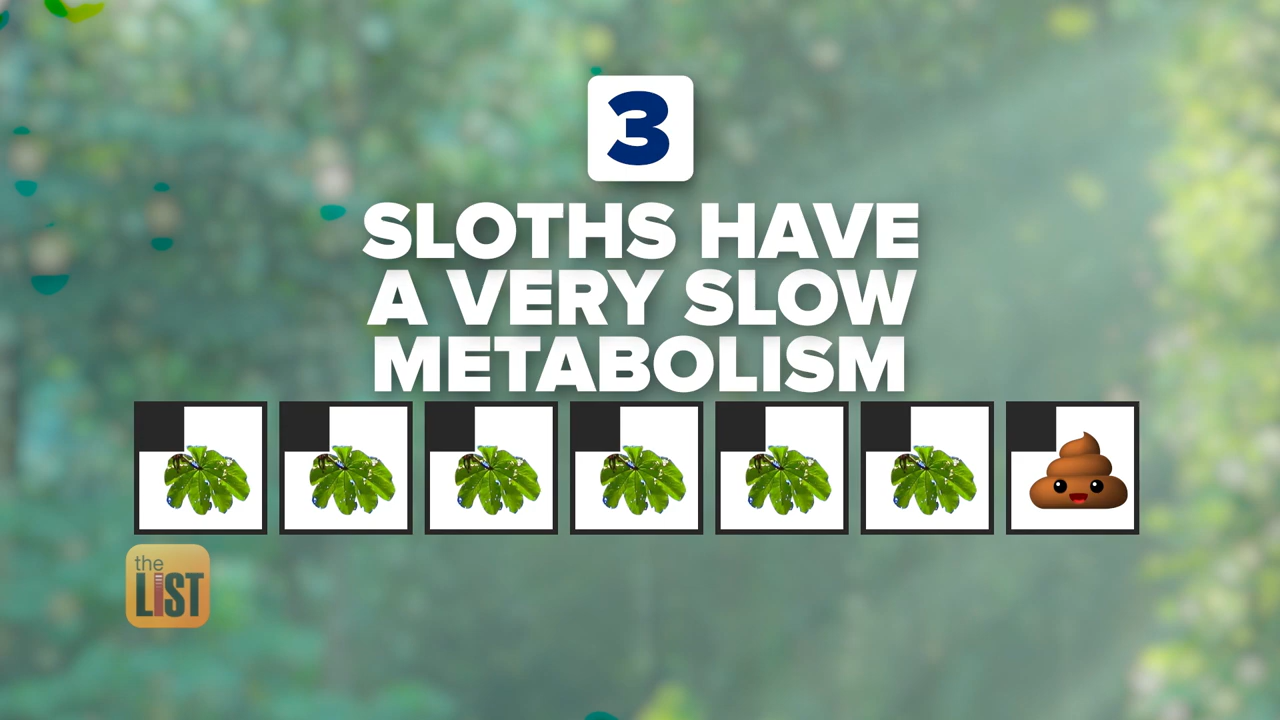 3
SLOTHS HAVE
A VERY SLOW
METABOLISM
the
LIST